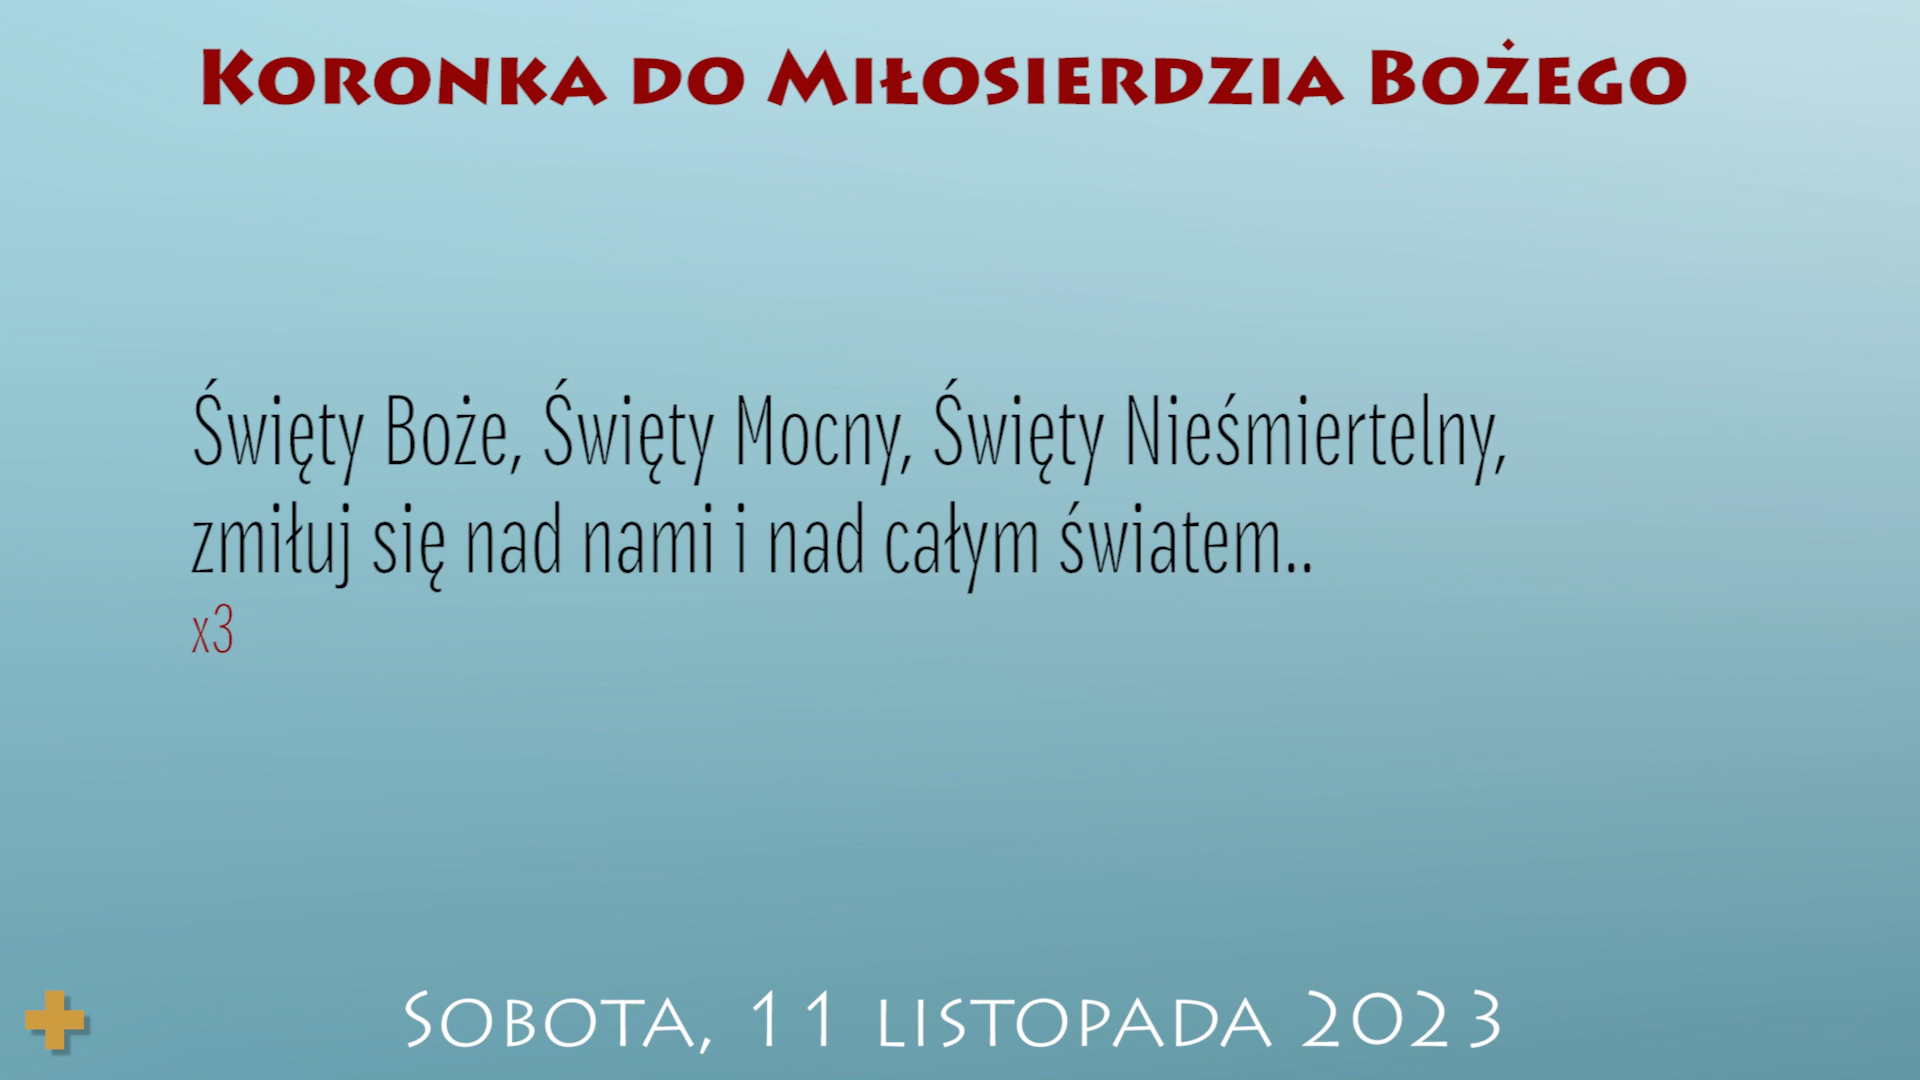 Koronka do Miłosierdzia Bożego
Święty Boże, Święty Mocny, Święty Nieśmiertelny,
zmiłuj się nad nami i nad całym światem..
x3
Sobota, 11 listopada 2023